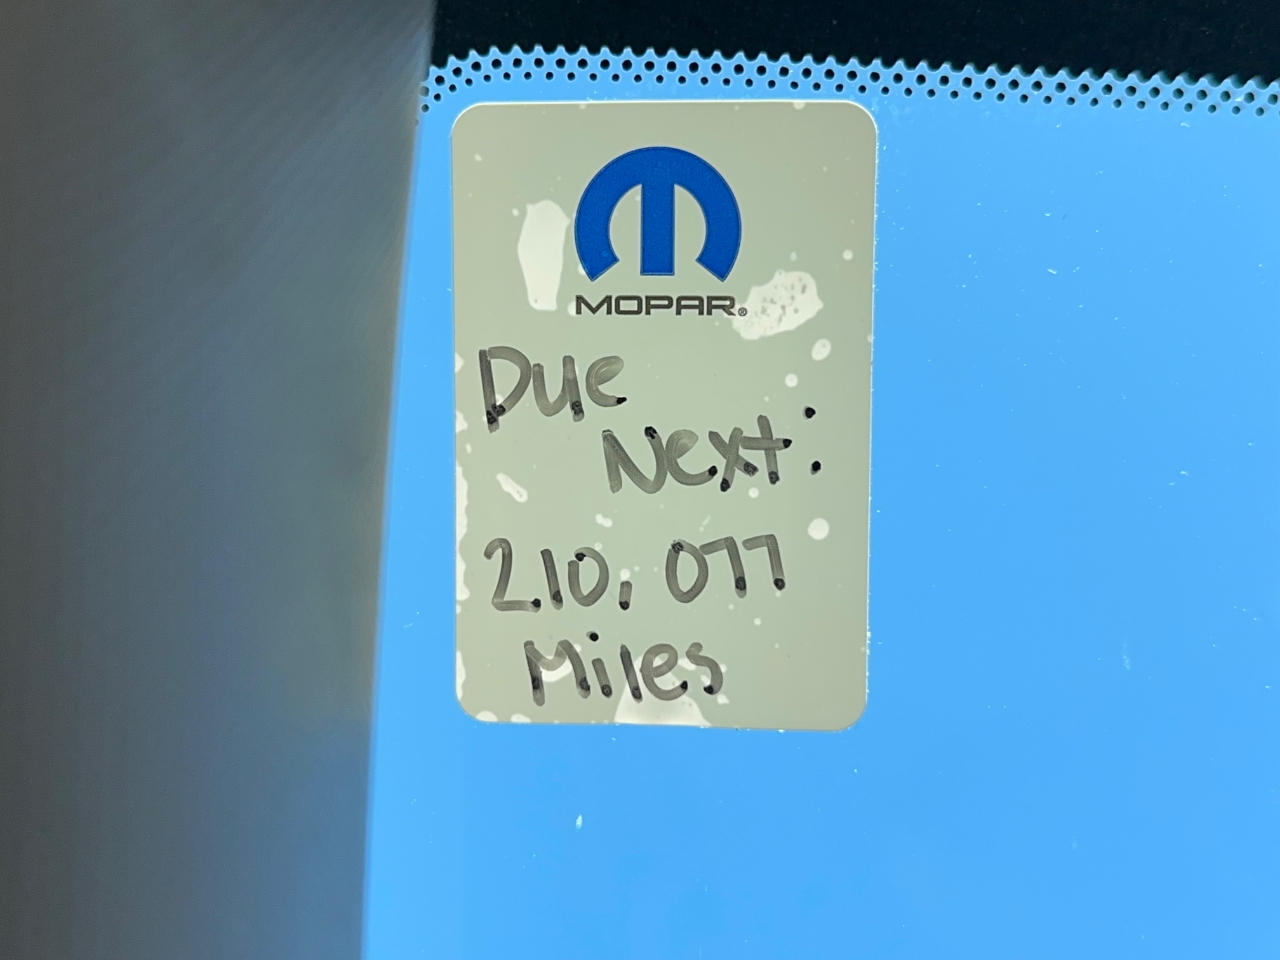 MOPAR®
Due
Next:
210,077
Miles